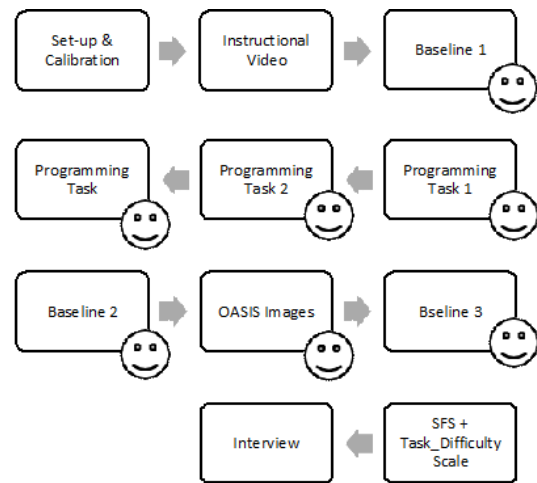 Set-up &
Calibration
Instructional
Video
Baseline 1
Programming
Task
Programming
Task 2
Programming
Task 1
Baseline 2
OASIS Images
Bseline 3
Interview
SFS +
Task_Difficulty
Scale